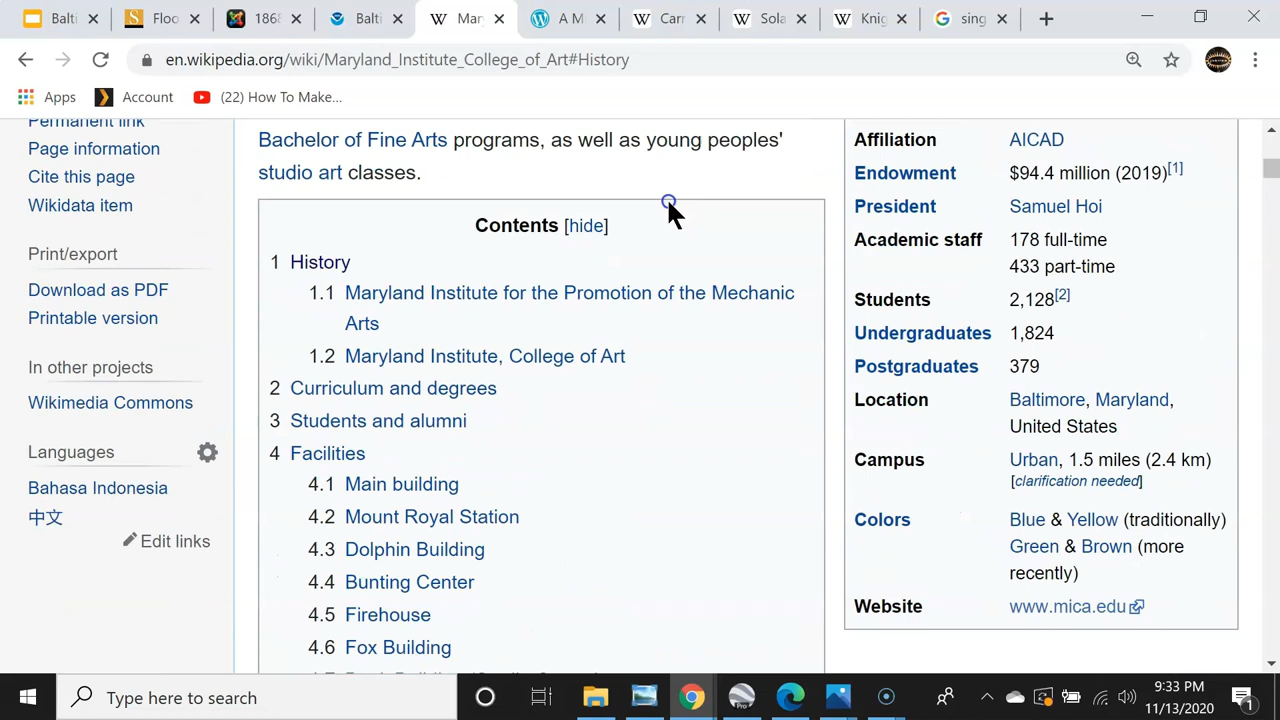 Balti
Floo
1868
Balti
Mar
A M
Carr
Sola
Knig
sing
en.wikipedia.org/wiki/Maryland_Institute_College_of_Art#History
Apps
Account
(22) How To Make...
Permanent link
Page information
Cite this page
Wikidata item
Print/export
Download as PDF
Printable version
In other projects
Wikimedia Commons
Languages
Bahasa Indonesia
中文
Edit links
Bachelor of Fine Arts programs, as well as young peoples'
studio art classes.
Contents [hide]
1 History
1.1 Maryland Institute for the Promotion of the Mechanic
Arts
1.2 Maryland Institute, College of Art
2 Curriculum and degrees
3 Students and alumni
4 Facilities
4.1 Main building
4.2 Mount Royal Station
4.3 Dolphin Building
4.4 Bunting Center
4.5 Firehouse
4.6 Fox Building
Affiliation AICAD
Endowment $94.4 million (2019)[1]
President Samuel Hoi
Academic staff 178 full-time
433 part-time
Students 2,128[2]
Undergraduates 1,824
Postgraduates 379
Location Baltimore, Maryland,
United States
Campus Urban, 1.5 miles (2.4 km)
[clarification needed]
Colors Blue & Yellow (traditionally)
Green & Brown (more
recently)
Website www.mica.edu
Type here to search
9:33 PM
11/13/2020
1